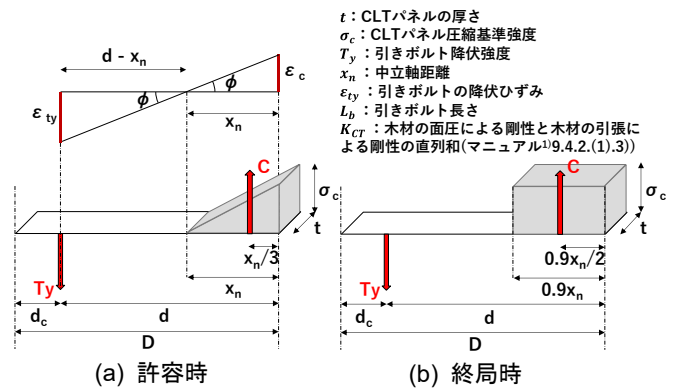 t：CLTパネルの厚さ
σc：CLTパネル圧縮基準強度
Ty：引きボルト降伏強度
xn：中立軸距離
εty：引きボルトの降伏ひずみ
Lb：引きボルト長さ
KCT：木材の面圧による剛性と木材の引張に
よる剛性の直列和(マニュアル1)9.4.2.(1).3))
d - xn
εc
ϕ
ϕ
εty
xn
C
σc
t
xn/3
Ty
xn
dc
d
D
(a) 許容時
C
σc
t
0.9xn/2
Ty
0.9xn
dc
d
D
(b) 終局時